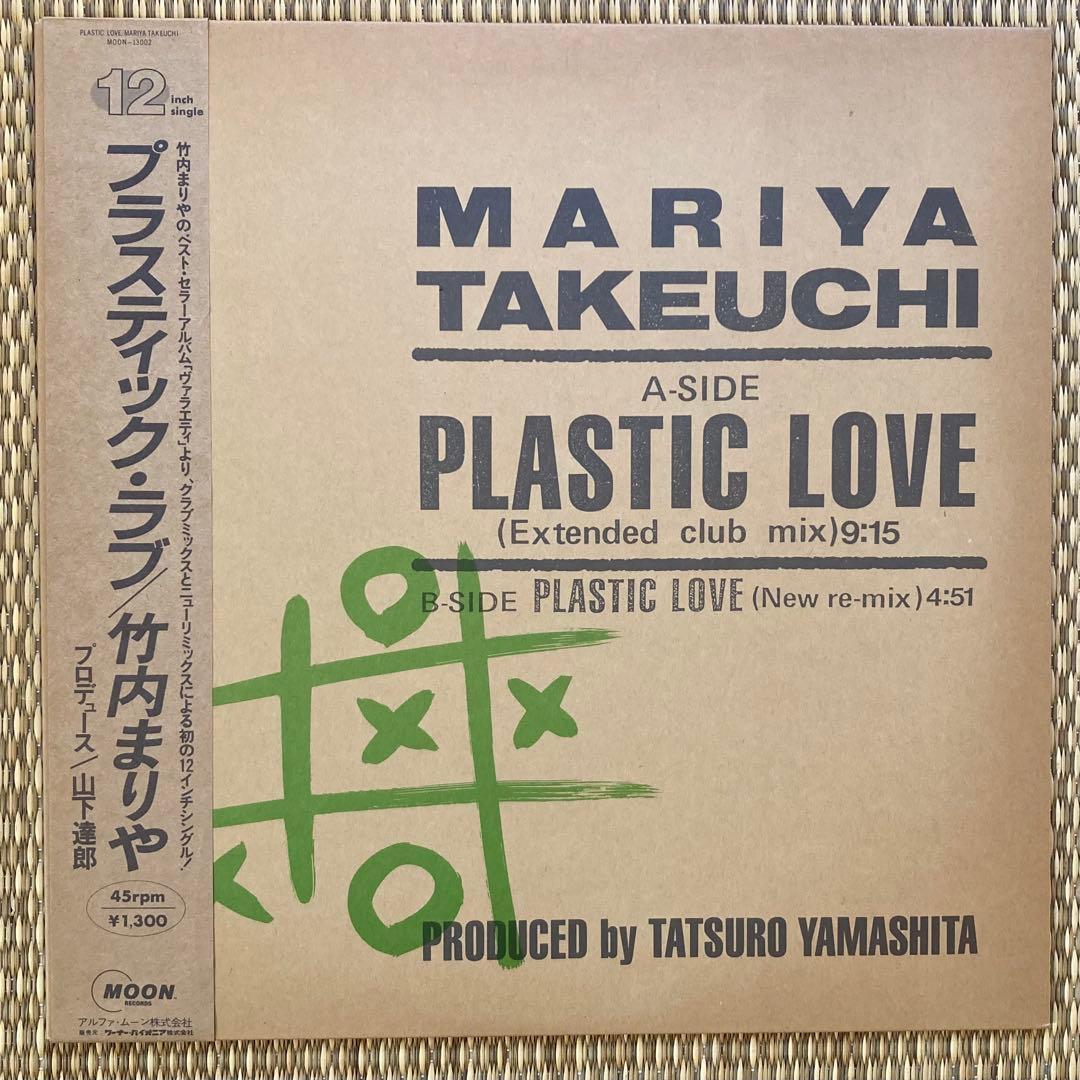 PLASTIC LOVE/MARIYA TAKEUCHI
MOON-13002
12 inch single
竹内まりやのベスト・セラーアルバム「ヴァラエティ」より、クラブミックスとニューリミックスによる初の12インチシングル!
プラスティック・ラブ/竹内まりや
プロデュース/山下達郎
45rpm
¥1,300
MOON
RECORDS
アルファ・ムーン株式会社
販売元 ワーナー・パイオニア株式会社
MARIYA
TAKEUCHI
A-SIDE
PLASTIC LOVE
(Extended club mix)9:15
B-SIDE PLASTIC LOVE (New re-mix)4:51
PRODUCED by TATSURO YAMASHITA